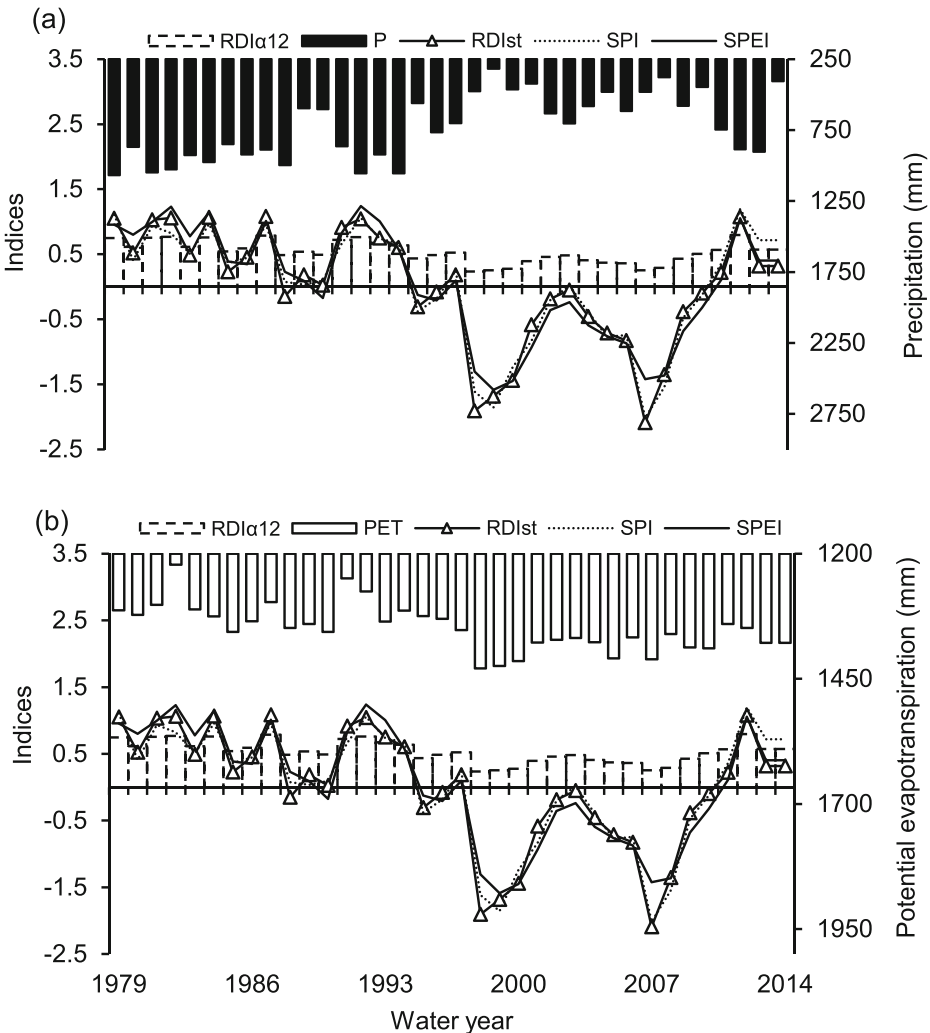 (a)
RDIα12 P RDIst SPI SPEI
3.5
2.5
1.5
0.5
-0.5
-1.5
-2.5
Indices
250
750
1250
1750
2250
2750
Precipitation (mm)
(b)
RDIα12 PET RDIst SPI SPEI
3.5
2.5
1.5
0.5
-0.5
-1.5
-2.5
Indices
1200
1450
1700
1950
Potential evapotranspiration (mm)
1979 1986 1993 2000 2007 2014
Water year